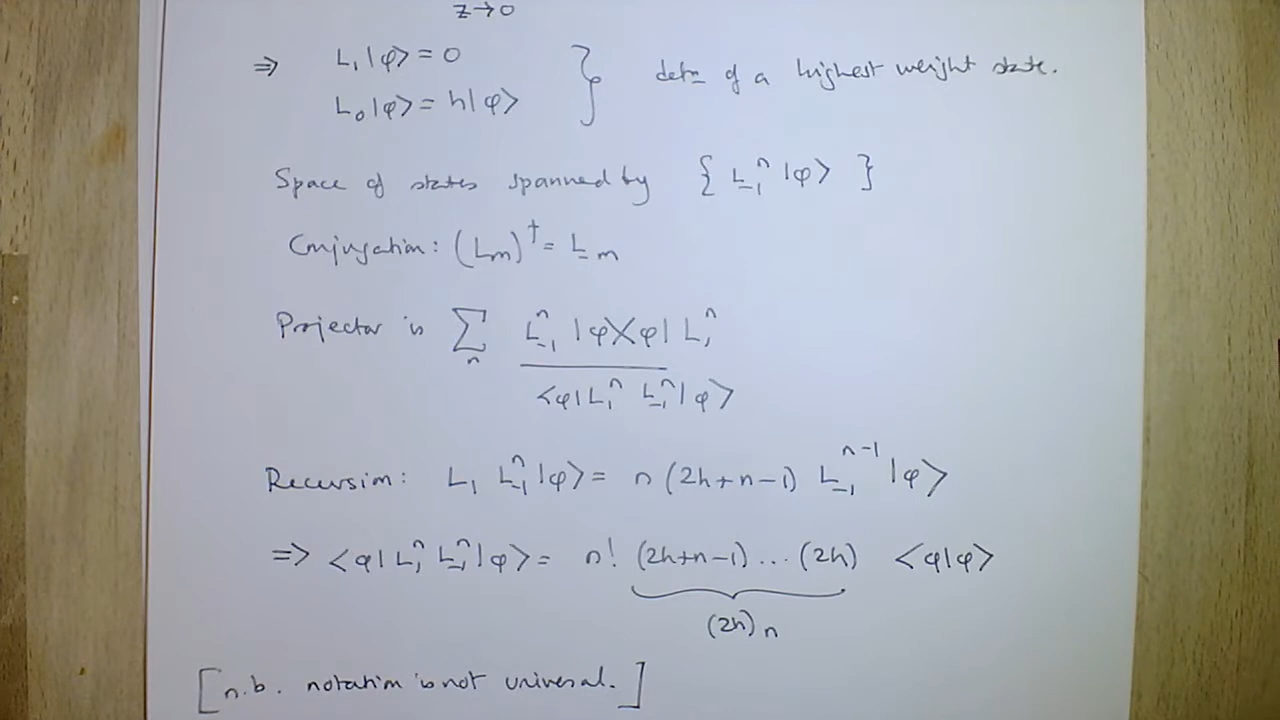 z→0
⇒ L₁|φ⟩ = 0 } defn of a highest weight state.
L₀|φ⟩ = h|φ⟩
Space of states spanned by { L₋₁ⁿ |φ⟩ }
Conjugation: (Lm)† = L₋m
Projector is ∑ₙ L₋₁ⁿ |φ⟩⟨φ| L₁ⁿ
⟨φ| L₁ⁿ L₋₁ⁿ |φ⟩
Recursion: L₁ L₋₁ⁿ |φ⟩ = n (2h+n-1) L₋₁ⁿ⁻¹ |φ⟩
=> ⟨φ| L₁ⁿ L₋₁ⁿ |φ⟩ = n! (2h+n-1)...(2h) ⟨φ|φ⟩
(2h)ₙ
[n.b. notation is not universal.]